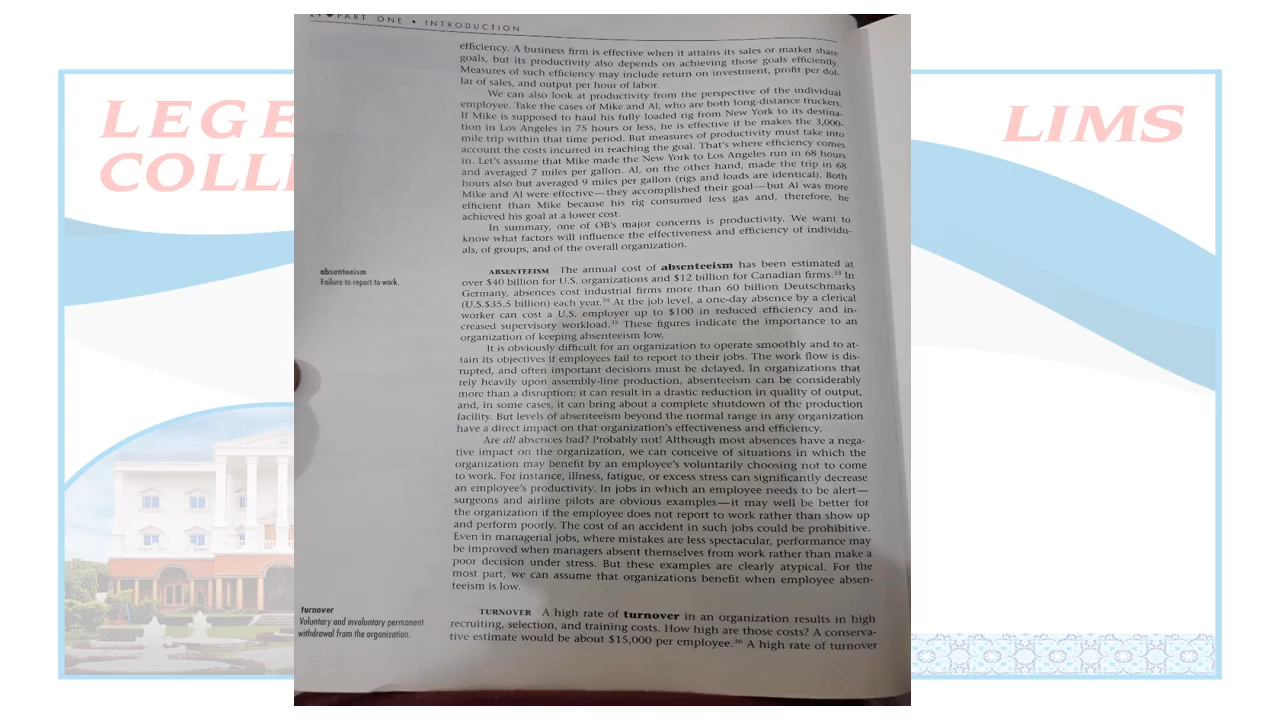 PART ONE • INTRODUCTION
efficiency. A business firm is effective when it attains its sales or market share
goals, but its productivity also depends on achieving those goals efficiently.
Measures of such efficiency may include return on investment, profit per dol-
lar of sales, and output per hour of labor.
We can also look at productivity from the perspective of the individual
employee. Take the cases of Mike and Al, who are both long-distance truckers.
If Mike is supposed to haul his fully loaded rig from New York to its destina-
tion in Los Angeles in 75 hours or less, he is effective if he makes the 3,000-
mile trip within that time period. But measures of productivity must take into
account the costs incurred in reaching the goal. That's where efficiency comes
in. Let's assume that Mike made the New York to Los Angeles run in 68 hours
and averaged 7 miles per gallon. Al, on the other hand, made the trip in 68
hours also but averaged 9 miles per gallon (rigs and loads are identical). Both
Mike and Al were effective—they accomplished their goal—but Al was more
efficient than Mike because his rig consumed less gas and, therefore, he
achieved his goal at a lower cost.
In summary, one of OB's major concerns is productivity. We want to
know what factors will influence the effectiveness and efficiency of individu-
als, of groups, and of the overall organization.
absenteeism
Failure to report to work.
ABSENTEEISM The annual cost of absenteeism has been estimated at
over $40 billion for U.S. organizations and $12 billion for Canadian firms.33 In
Germany, absences cost industrial firms more than 60 billion Deutschmarks
(U.S.$35.5 billion) each year.34 At the job level, a one-day absence by a clerical
worker can cost a U.S. employer up to $100 in reduced efficiency and in-
creased supervisory workload.35 These figures indicate the importance to an
organization of keeping absenteeism low.
It is obviously difficult for an organization to operate smoothly and to at-
tain its objectives if employees fail to report to their jobs. The work flow is dis-
rupted, and often important decisions must be delayed. In organizations that
rely heavily upon assembly-line production, absenteeism can be considerably
more than a disruption; it can result in a drastic reduction in quality of output,
and, in some cases, it can bring about a complete shutdown of the production
facility. But levels of absenteeism beyond the normal range in any organization
have a direct impact on that organization's effectiveness and efficiency.
Are all absences bad? Probably not! Although most absences have a nega-
tive impact on the organization, we can conceive of situations in which the
organization may benefit by an employee's voluntarily choosing not to come
to work. For instance, illness, fatigue, or excess stress can significantly decrease
an employee's productivity. In jobs in which an employee needs to be alert—
surgeons and airline pilots are obvious examples—it may well be better for
the organization if the employee does not report to work rather than show up
and perform poorly. The cost of an accident in such jobs could be prohibitive.
Even in managerial jobs, where mistakes are less spectacular, performance may
be improved when managers absent themselves from work rather than make a
poor decision under stress. But these examples are clearly atypical. For the
most part, we can assume that organizations benefit when employee absen-
teeism is low.
turnover
Voluntary and involuntary permanent
withdrawal from the organization.
TURNOVER A high rate of turnover in an organization results in high
recruiting, selection, and training costs. How high are those costs? A conserva-
tive estimate would be about $15,000 per employee.36 A high rate of turnover
LEGE
COLL
LIMS